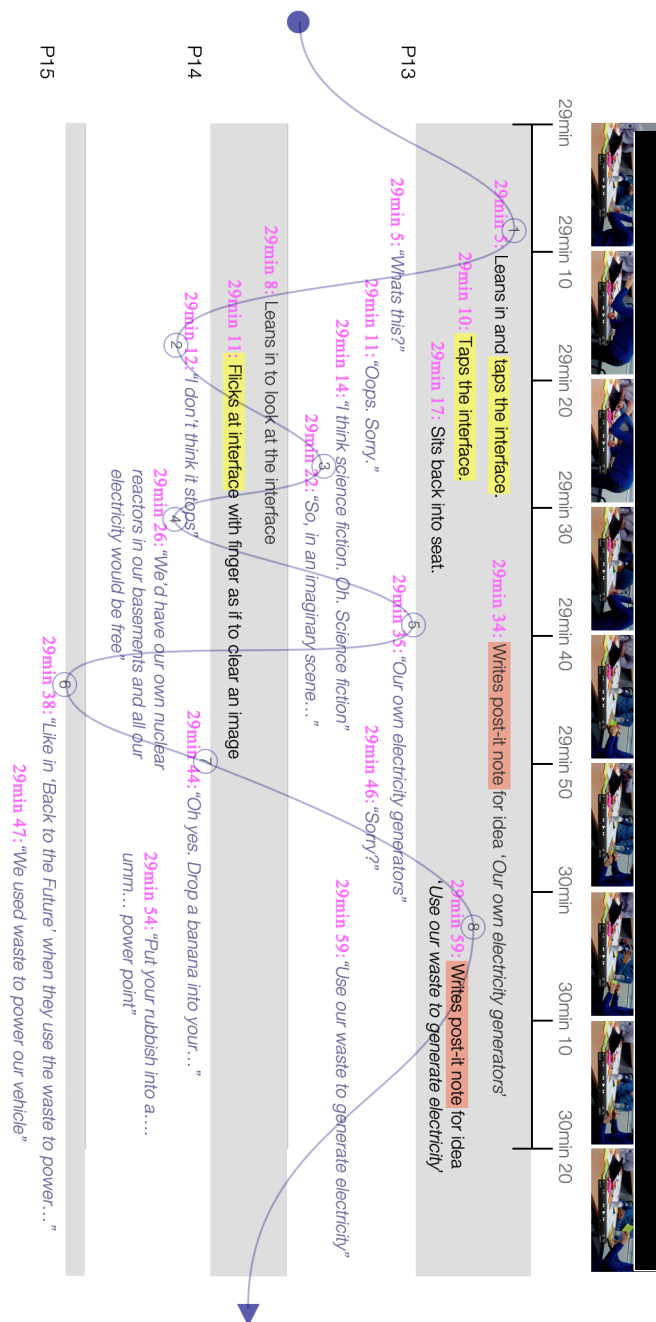 29min
29min 10
29min 20
29min 30
29min 40
29min 50
30min
30min 10
30min 20
P13
29min 5: Leans in and taps the interface.
29min 34: Writes post-it note for idea ‘Our own electricity generators’
29min 10: Taps the interface.
29min 17: Sits back into seat.
29min 59: Writes post-it note for idea
‘Use our waste to generate electricity’
29min 5: “Whats this?”
29min 35: “Our own electricity generators”
29min 11: “Oops. Sorry.”
29min 46: “Sorry?”
29min 14: “I think science fiction. Oh. Science fiction”
29min 22: “So, in an imaginary scene…”
29min 59: “Use our waste to generate electricity”
P14
29min 8: Leans in to look at the interface
29min 11: Flicks at interface with finger as if to clear an image
29min 12: “I don’t think it stops”
29min 44: “Oh yes. Drop a banana into your…”
29min 26: “We’d have our own nuclear
reactors in our basements and all our
electricity would be free”
29min 54: “Put your rubbish into a….
umm… power point”
P15
29min 38: “Like in ‘Back to the Future’ when they use the waste to power…”
29min 47: “We used waste to power our vehicle”
1
2
3
4
5
6
7
8